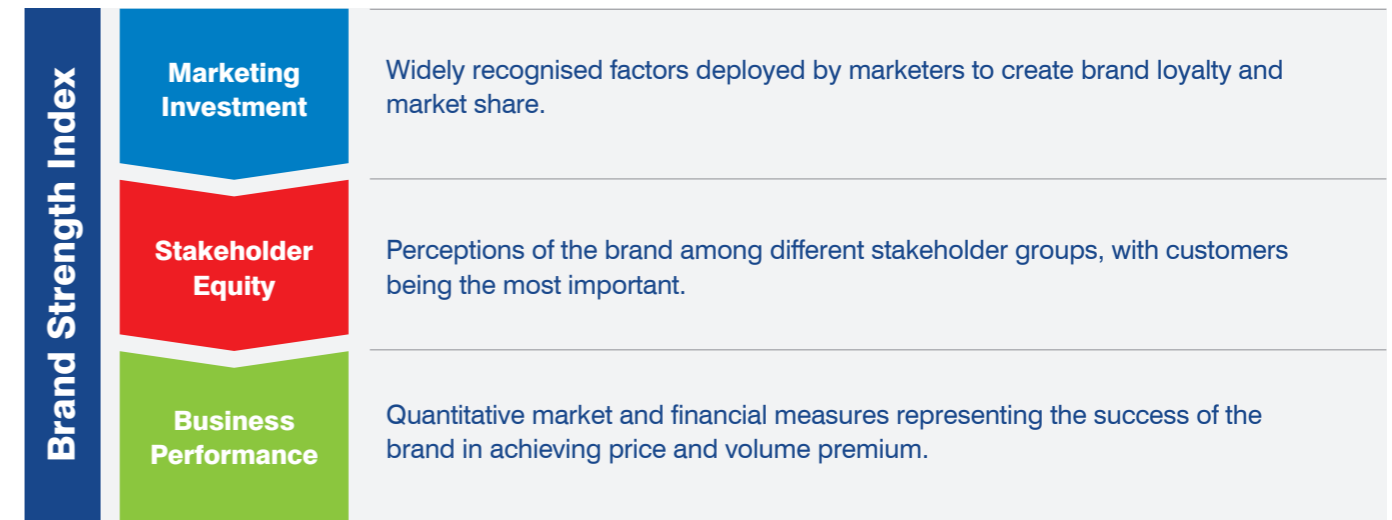 Brand Strength Index
Marketing
Investment
Widely recognised factors deployed by marketers to create brand loyalty and
market share.
Stakeholder
Equity
Perceptions of the brand among different stakeholder groups, with customers
being the most important.
Business
Performance
Quantitative market and financial measures representing the success of the
brand in achieving price and volume premium.